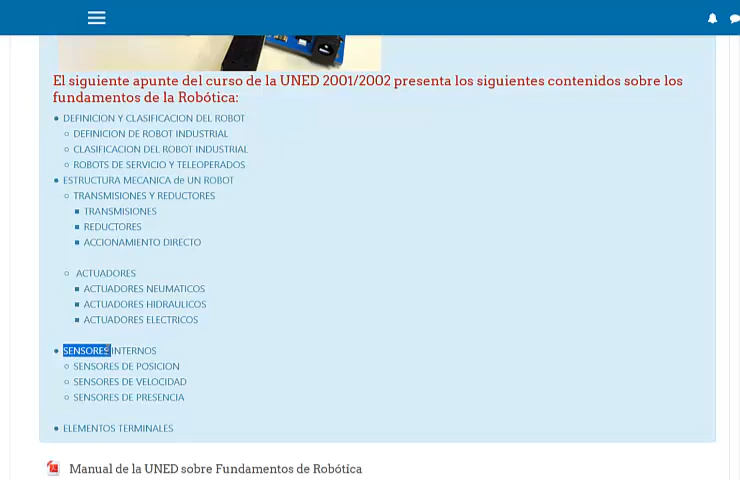 El siguiente apunte del curso de la UNED 2001/2002 presenta los siguientes contenidos sobre los
fundamentos de la Robótica:
DEFINICION Y CLASIFICACION DEL ROBOT
DEFINICION DE ROBOT INDUSTRIAL
CLASIFICACION DEL ROBOT INDUSTRIAL
ROBOTS DE SERVICIO Y TELEOPERADOS
ESTRUCTURA MECANICA de UN ROBOT
TRANSMISIONES Y REDUCTORES
TRANSMISIONES
REDUCTORES
ACCIONAMIENTO DIRECTO
ACTUADORES
ACTUADORES NEUMATICOS
ACTUADORES HIDRAULICOS
ACTUADORES ELECTRICOS
SENSORES INTERNOS
SENSORES DE POSICION
SENSORES DE VELOCIDAD
SENSORES DE PRESENCIA
ELEMENTOS TERMINALES
Manual de la UNED sobre Fundamentos de Robótica